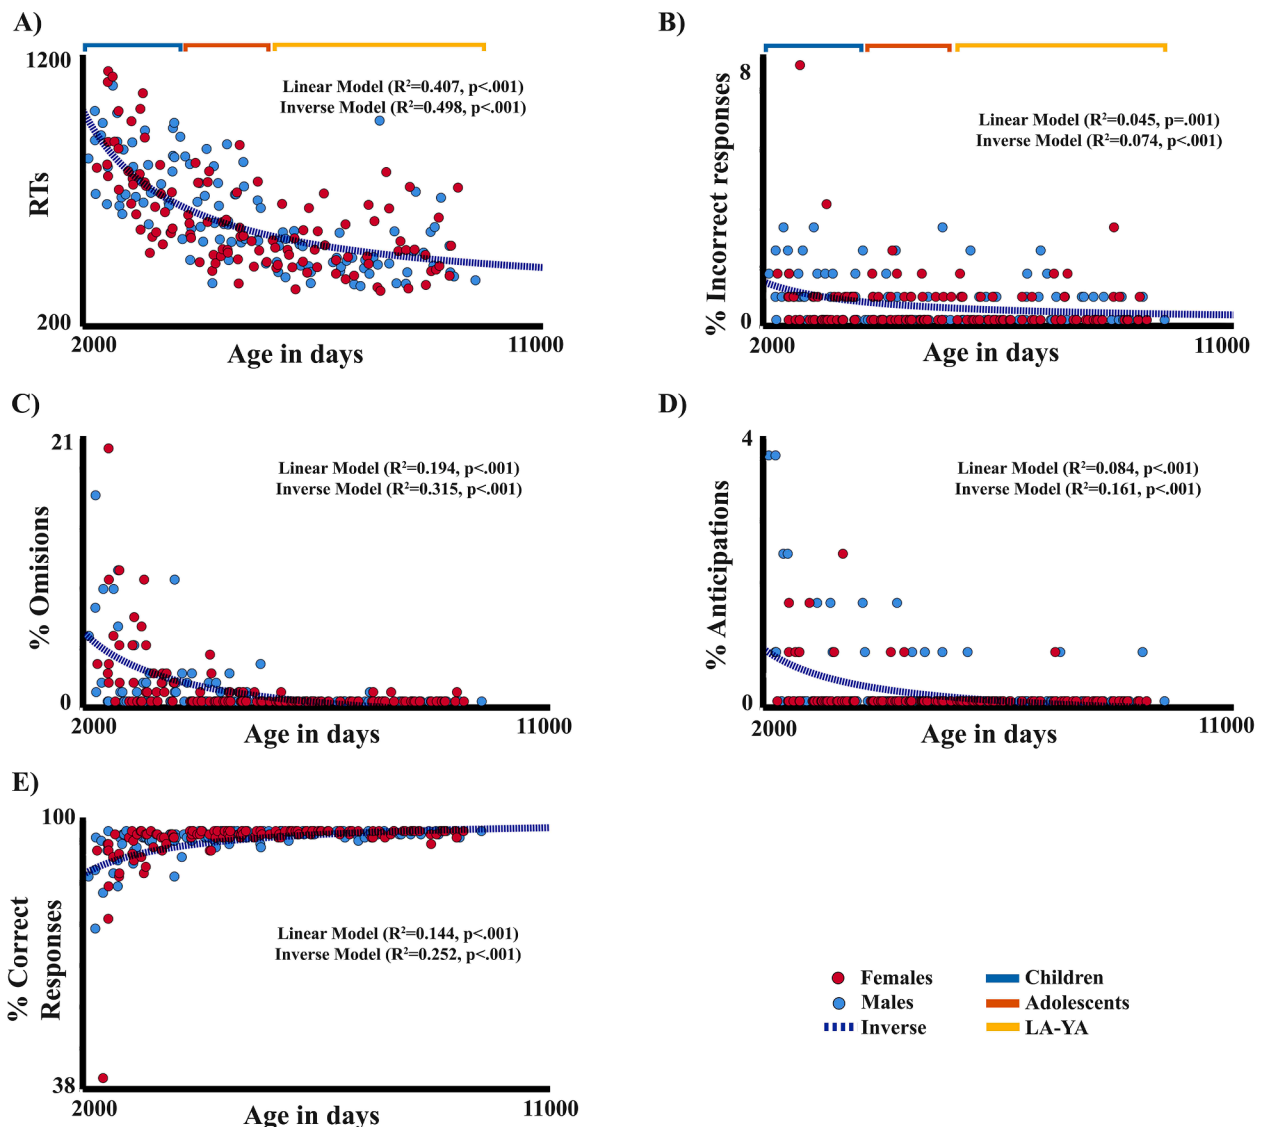 A)
1200
RTs
Linear Model (R²=0.407, p<.001)
Inverse Model (R²=0.498, p<.001)
200
2000
Age in days
11000
B)
8
% Incorrect responses
Linear Model (R²=0.045, p=.001)
Inverse Model (R²=0.074, p<.001)
0
2000
Age in days
11000
C)
21
% Omisions
Linear Model (R²=0.194, p<.001)
Inverse Model (R²=0.315, p<.001)
0
2000
Age in days
11000
D)
4
% Anticipations
Linear Model (R²=0.084, p<.001)
Inverse Model (R²=0.161, p<.001)
0
2000
Age in days
11000
E)
100
% Correct
Responses
Linear Model (R²=0.144, p<.001)
Inverse Model (R²=0.252, p<.001)
38
2000
Age in days
11000
Females
Males
Inverse
Children
Adolescents
LA-YA